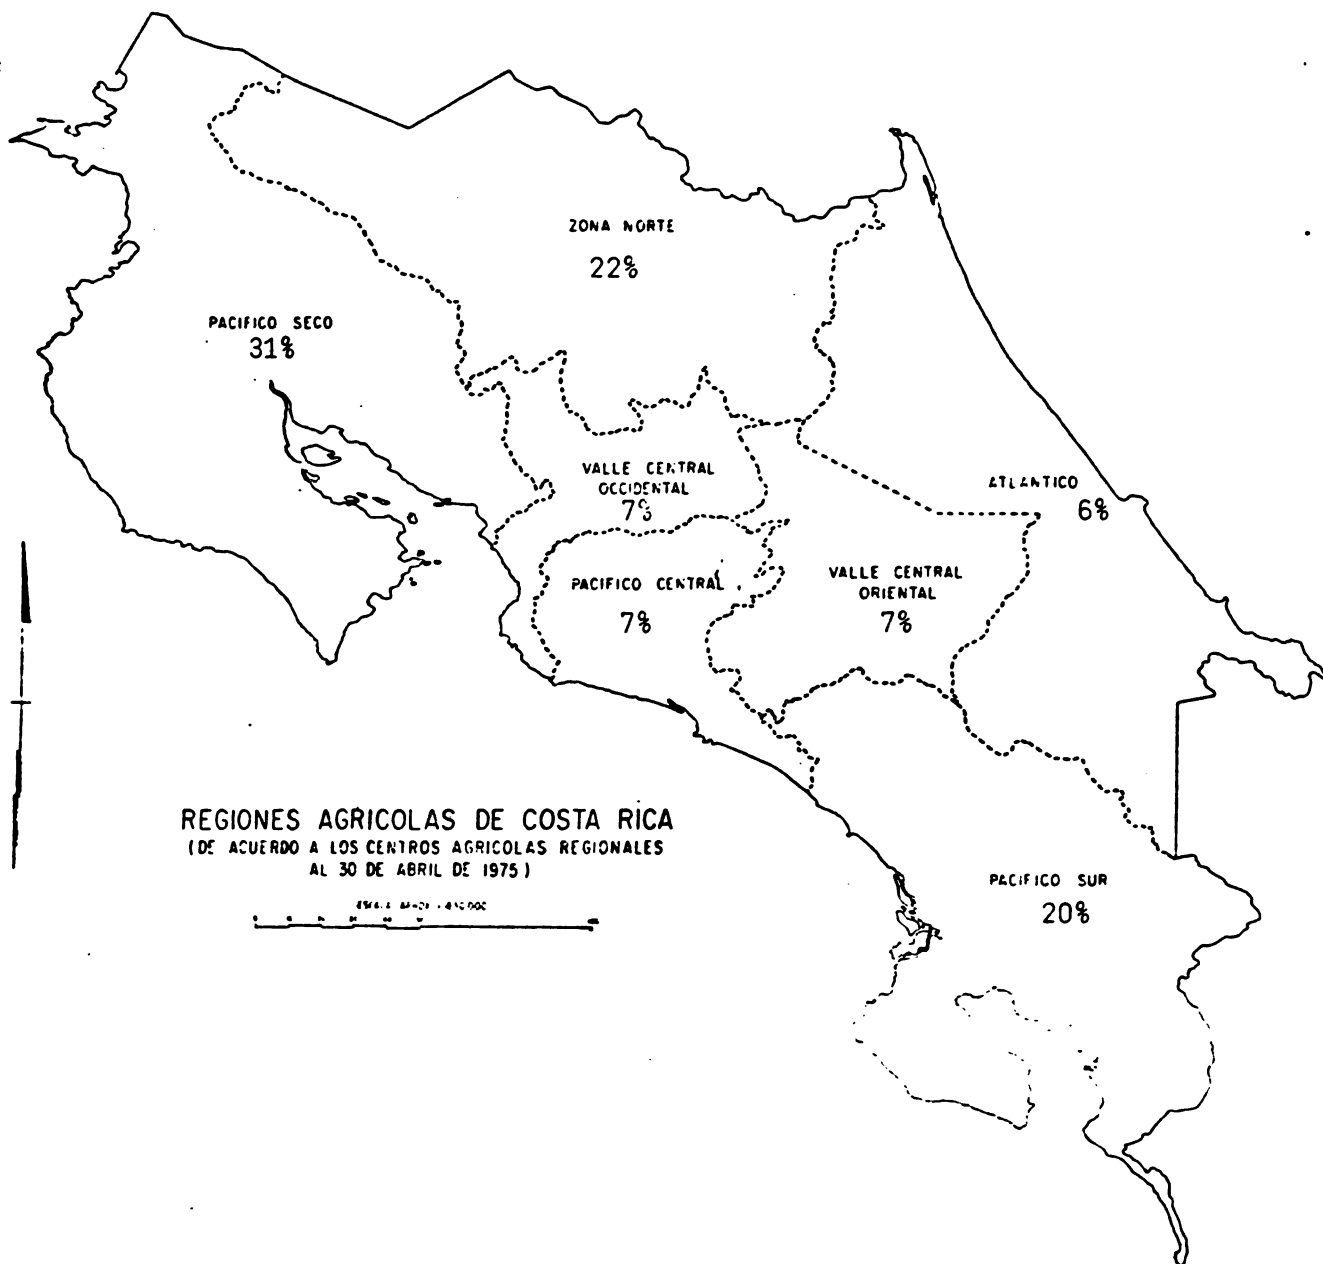 ZONA NORTE
22%
PACIFICO SECO
31%
VALLE CENTRAL
OCCIDENTAL
7%
ATLANTICO
6%
PACIFICO CENTRAL
7%
VALLE CENTRAL
ORIENTAL
7%
REGIONES AGRICOLAS DE COSTA RICA
(DE ACUERDO A LOS CENTROS AGRICOLAS REGIONALES
AL 30 DE ABRIL DE 1975)
PACIFICO SUR
20%